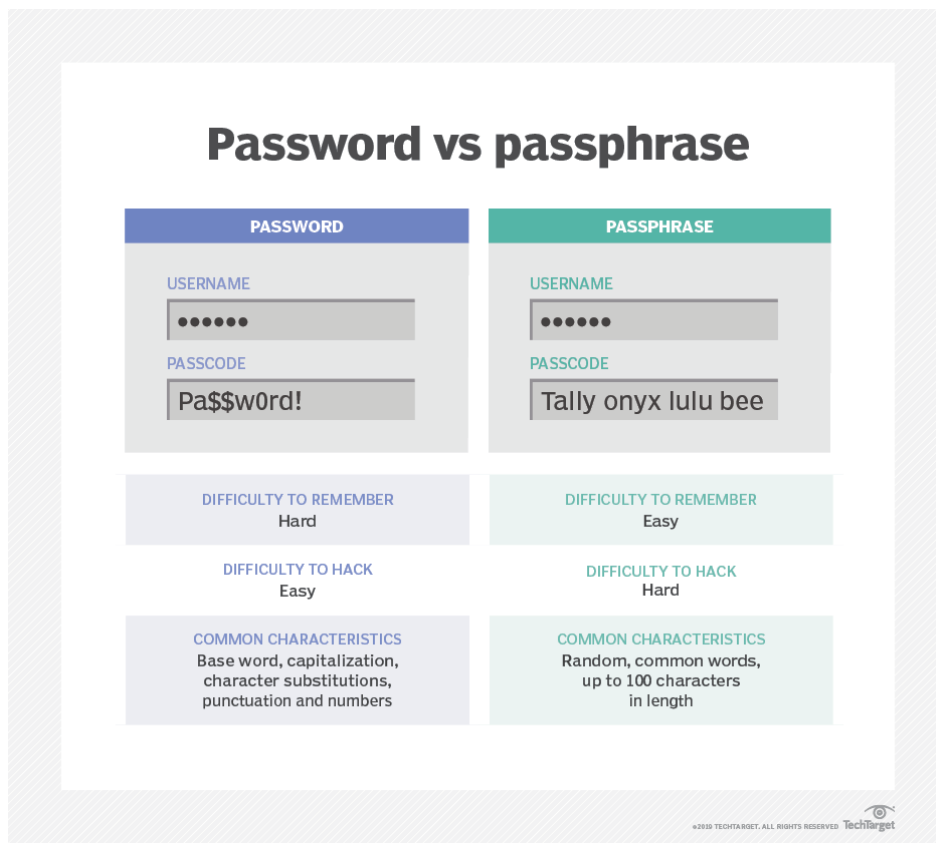 Password vs passphrase
PASSWORD
USERNAME
••••••
PASSCODE
Pa$$w0rd!
DIFFICULTY TO REMEMBER
Hard
DIFFICULTY TO HACK
Easy
COMMON CHARACTERISTICS
Base word, capitalization,
character substitutions,
punctuation and numbers
PASSPHRASE
USERNAME
••••••
PASSCODE
Tally onyx lulu bee
DIFFICULTY TO REMEMBER
Easy
DIFFICULTY TO HACK
Hard
COMMON CHARACTERISTICS
Random, common words,
up to 100 characters
in length
©2019 TECHTARGET. ALL RIGHTS RESERVED TechTarget